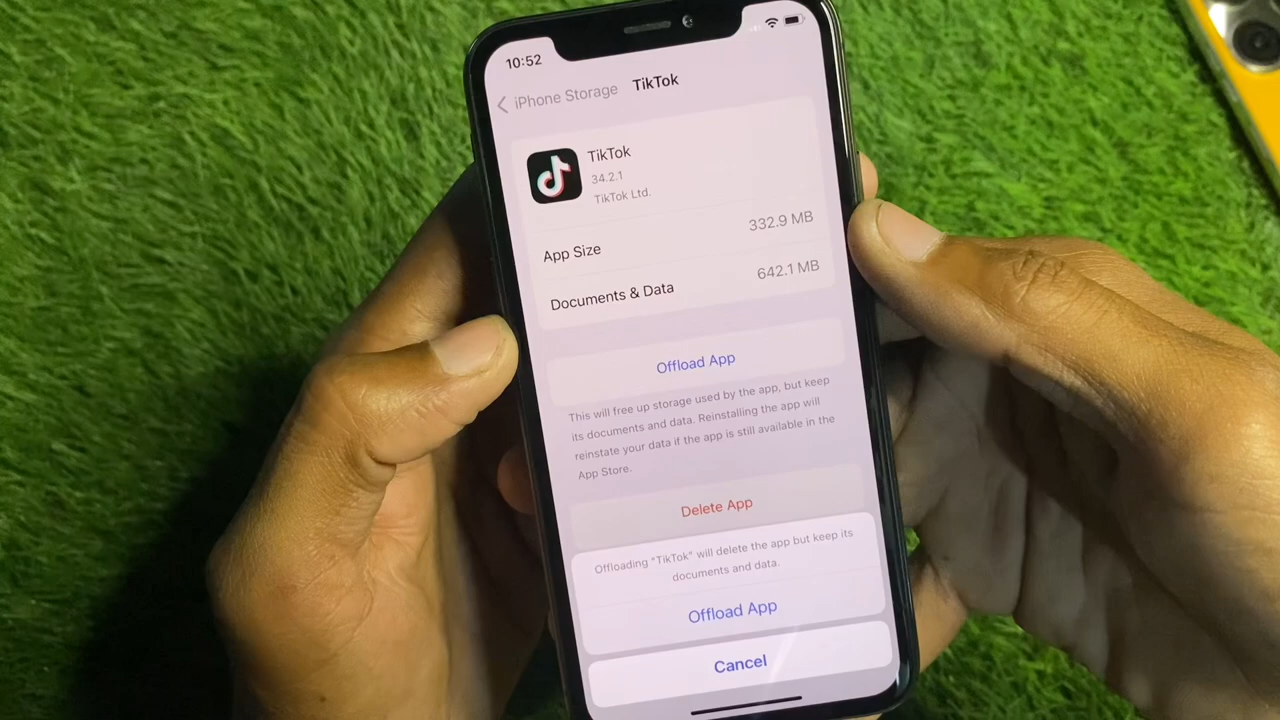 10:52
iPhone Storage TikTok
TikTok
34.2.1
TikTok Ltd.
App Size 332.9 MB
Documents & Data 642.1 MB
Offload App
This will free up storage used by the app, but keep
its documents and data. Reinstalling the app will
reinstate your data if the app is still available in the
App Store.
Delete App
Offloading “TikTok” will delete the app but keep its
documents and data.
Offload App
Cancel